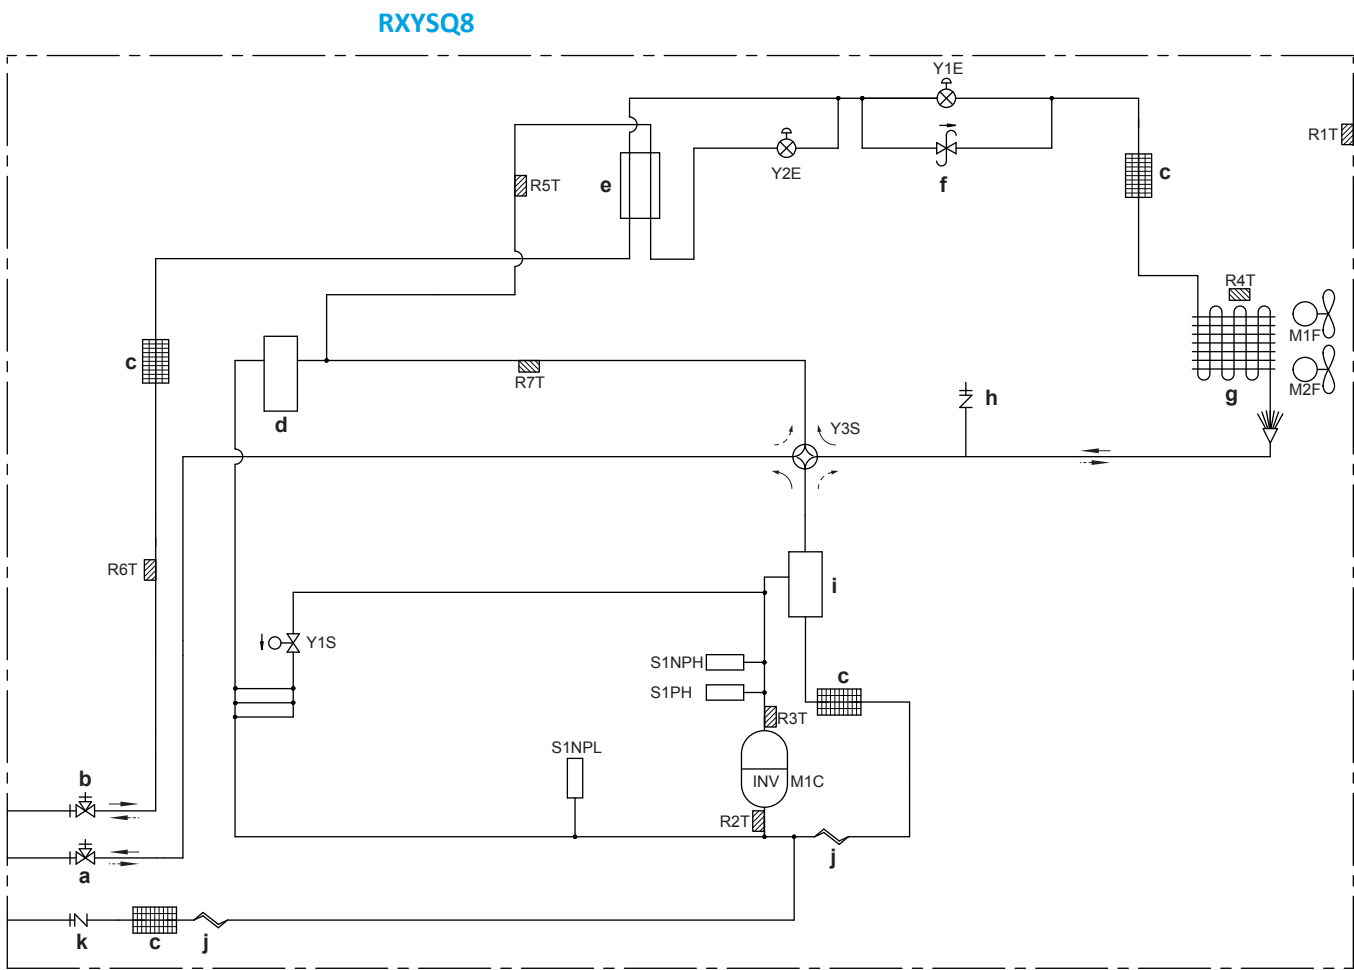 RXYSQ8
Y1E
R1T
Y2E
f
c
e
R5T
R4T
M1F
c
R7T
M2F
g
h
d
Y3S
R6T
i
Y1S
S1NPH
c
S1PH
R3T
S1NPL
b
INV
M1C
R2T
j
a
k
c
j